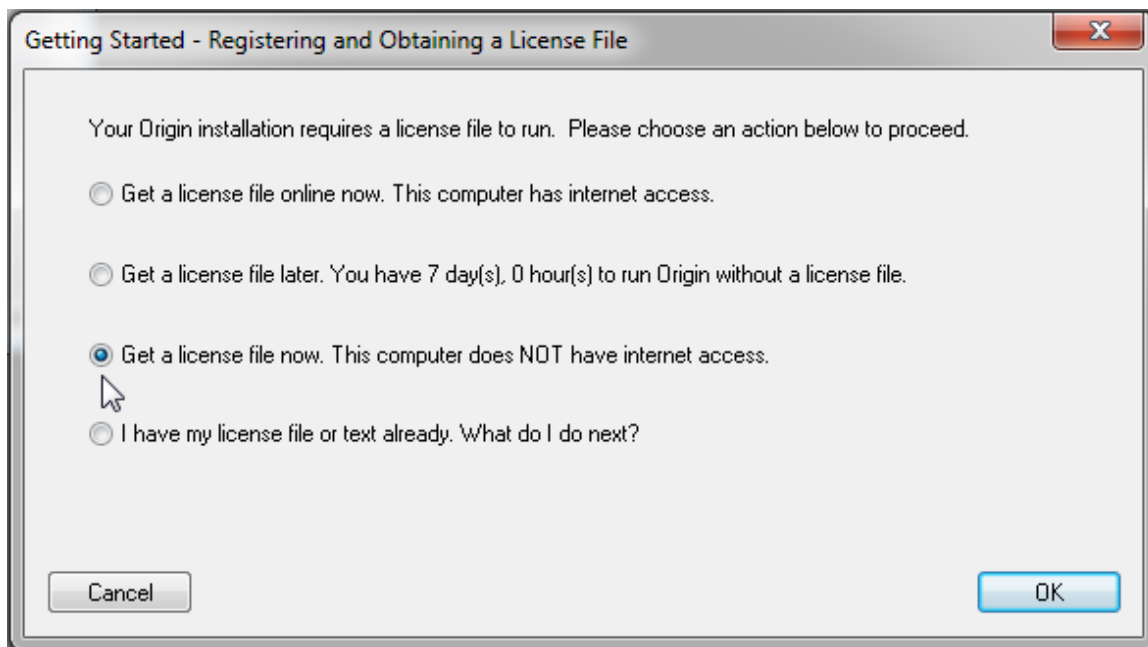 Getting Started - Registering and Obtaining a License File
Your Origin installation requires a license file to run.  Please choose an action below to proceed.
Get a license file online now. This computer has internet access.
Get a license file later. You have 7 day(s), 0 hour(s) to run Origin without a license file.
Get a license file now. This computer does NOT have internet access.
I have my license file or text already. What do I do next?
Cancel
OK